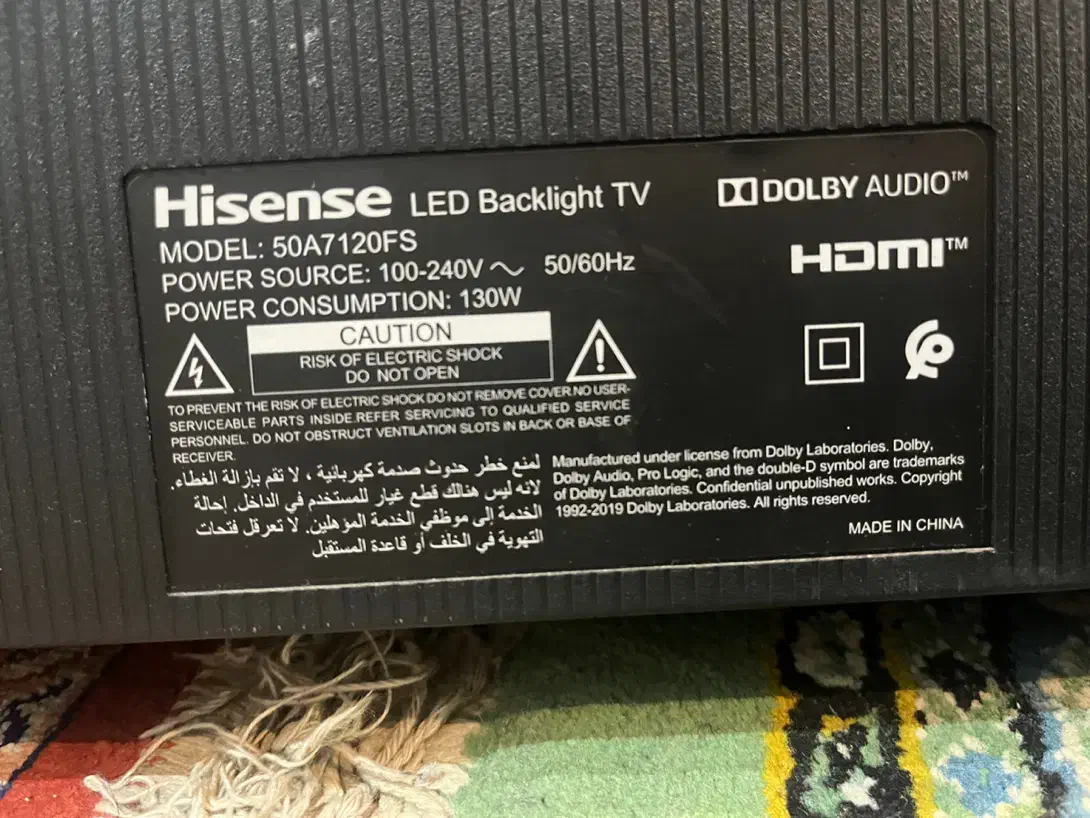 Hisense LED Backlight TV
DOLBY AUDIO™
MODEL: 50A7120FS
HDMI™
POWER SOURCE: 100-240V ~ 50/60Hz
POWER CONSUMPTION: 130W
CAUTION
RISK OF ELECTRIC SHOCK
DO NOT OPEN
TO PREVENT THE RISK OF ELECTRIC SHOCK DO NOT REMOVE COVER.NO USER-
SERVICEABLE PARTS INSIDE.REFER SERVICING TO QUALIFIED SERVICE
PERSONNEL. DO NOT OBSTRUCT VENTILATION SLOTS IN BACK OR BASE OF
RECEIVER.
لمنع خطر حدوث صدمة كهربائية ، لا تقم بإزالة الغطاء.
لانه ليس هنالك قطع غيار للمستخدم في الداخل. إحالة
الخدمة إلى موظفي الخدمة المؤهلين. لا تعرقل فتحات
التهوية في الخلف أو قاعدة المستقبل
Manufactured under license from Dolby Laboratories. Dolby,
Dolby Audio, Pro Logic, and the double-D symbol are trademarks
of Dolby Laboratories. Confidential unpublished works. Copyright
1992-2019 Dolby Laboratories. All rights reserved.
MADE IN CHINA